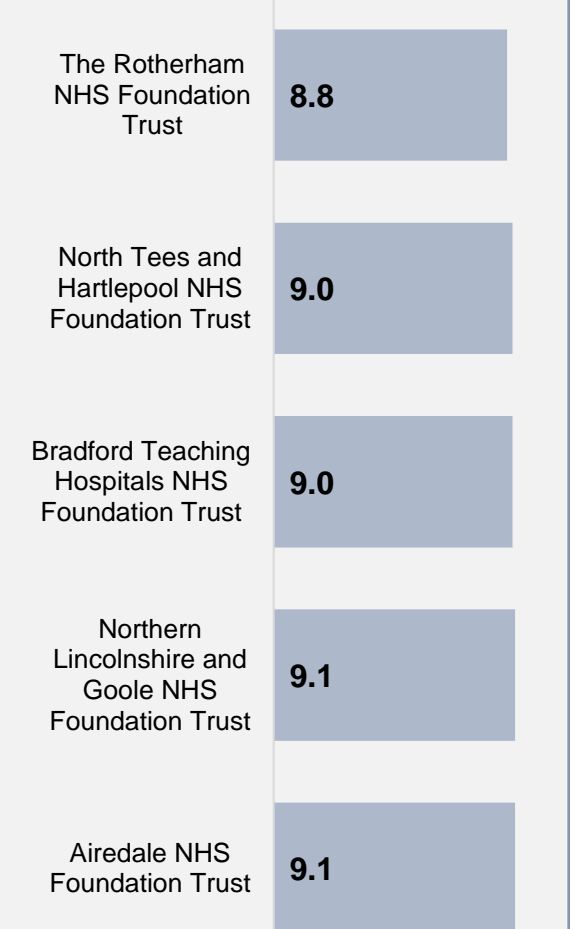 The Rotherham
NHS Foundation
Trust
8.8
North Tees and
Hartlepool NHS
Foundation Trust
9.0
Bradford Teaching
Hospitals NHS
Foundation Trust
9.0
Northern
Lincolnshire and
Goole NHS
Foundation Trust
9.1
Airedale NHS
Foundation Trust
9.1